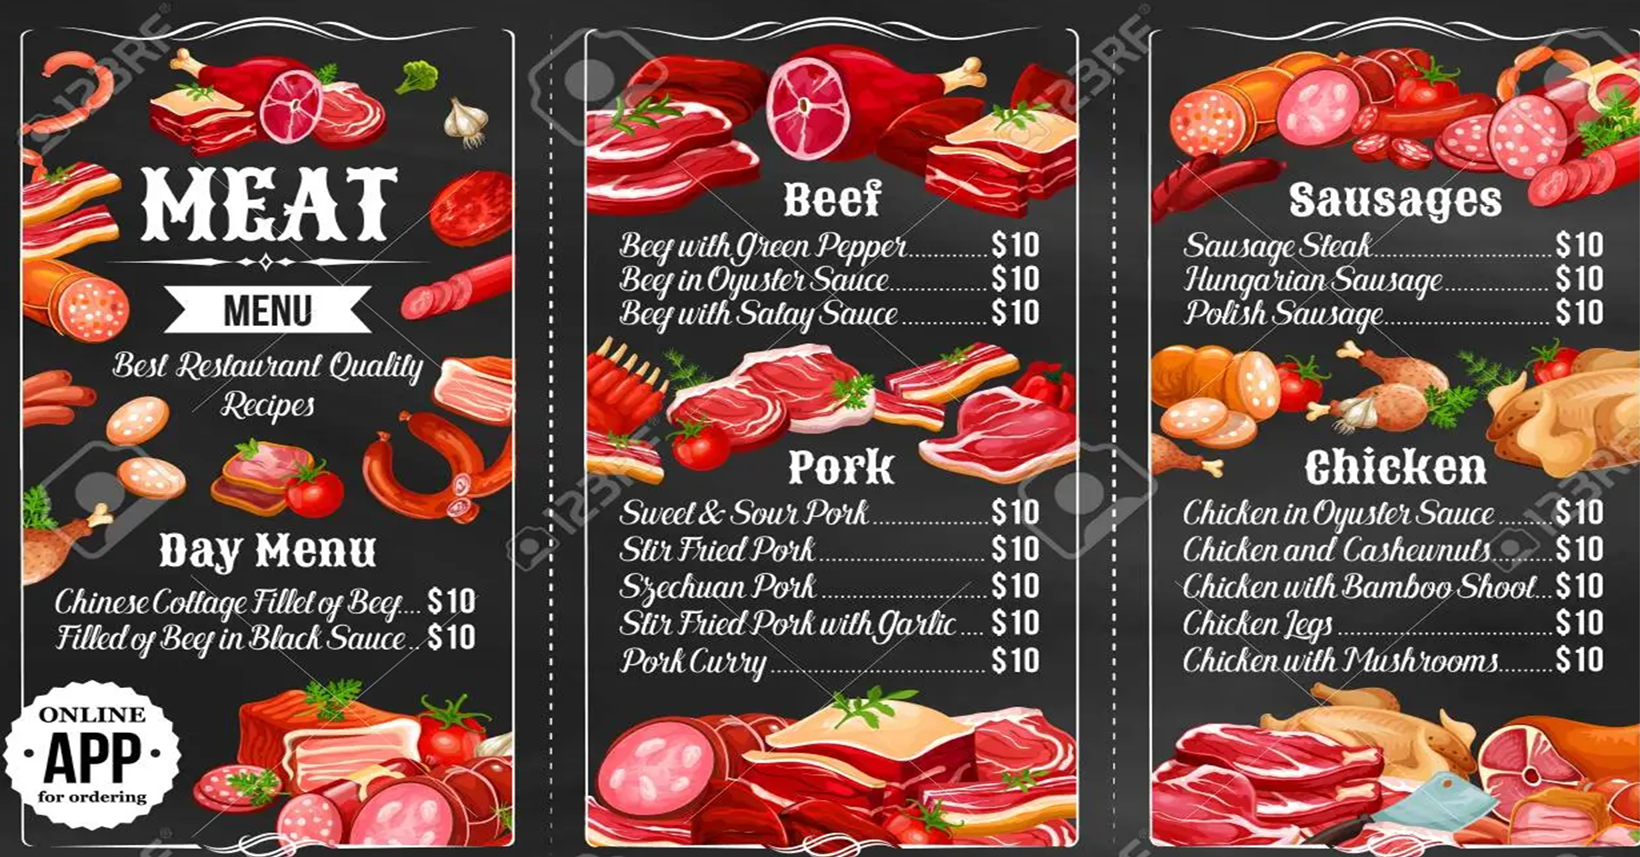 MEAT
MENU
Best Restaurant Quality
Recipes
Day Menu
Chinese Cottage Fillet of Beef... $10
Filled of Beef in Black Sauce .. $10
ONLINE
APP
for ordering
Beef
Beef with Green Pepper............. $10
Beef in Oyuster Sauce................ $10
Beef with Satay Sauce .............. $10
Pork
Sweet & Sour Pork................... $10
Stir Fried Pork............................ $10
Szechuan Pork ........................... $10
Stir Fried Pork with Garlic .... $10
Pork Curry ................................... $10
Sausages
Sausage Steak............................. $10
Hungarian Sausage.................. $10
Polish Sausage........................... $10
Chicken
Chicken in Oyuster Sauce ......... $10
Chicken and Cashewnuts.......... $10
Chicken with Bamboo Shoot... $10
Chicken Legs ................................... $10
Chicken with Mushrooms......... $10
123RF
123RF
123RF
123RF
123RF